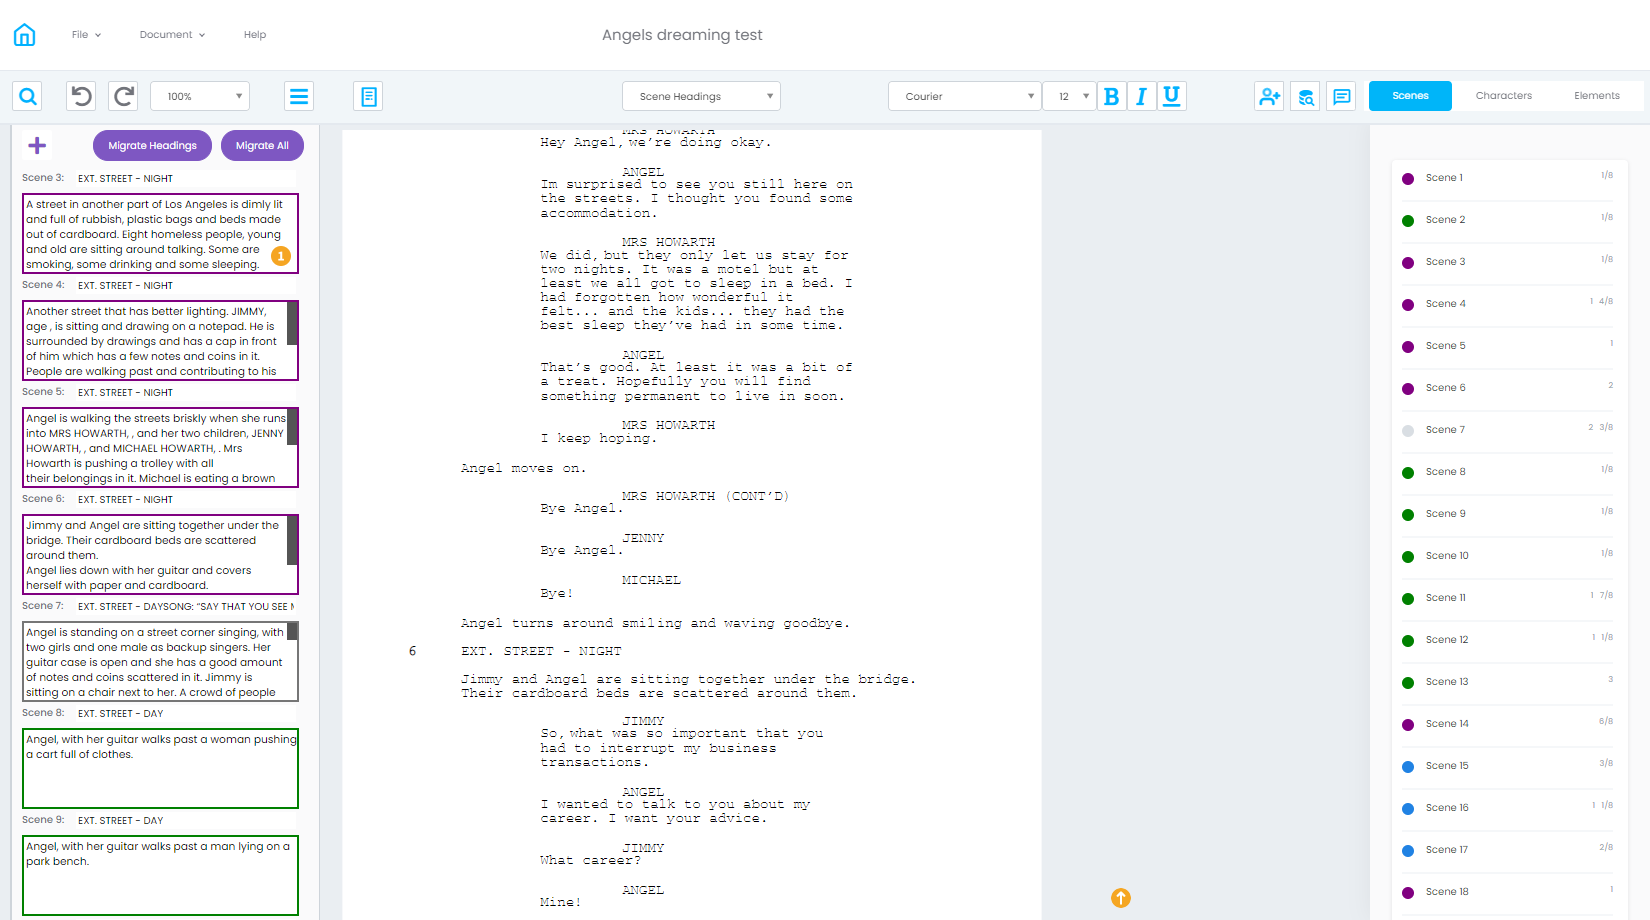 File
Document
Help
Angels dreaming test
100%
Scene Headings
Courier
12
B
I
U
Scenes
Characters
Elements
Migrate Headings
Migrate All
Scene 3: EXT. STREET - NIGHT
A street in another part of Los Angeles is dimly lit
and full of rubbish, plastic bags and beds made
out of cardboard. Eight homeless people, young
and old are sitting around talking. Some are
smoking, some drinking and some sleeping.
1
Scene 4: EXT. STREET - NIGHT
Another street that has better lighting. JIMMY,
age , is sitting and drawing on a notepad. He is
surrounded by drawings and has a cap in front
of him which has a few notes and coins in it.
People are walking past and contributing to his
Scene 5: EXT. STREET - NIGHT
Angel is walking the streets briskly when she runs
into MRS HOWARTH, , and her two children, JENNY
HOWARTH, , and MICHAEL HOWARTH, . Mrs
Howarth is pushing a trolley with all
their belongings in it. Michael is eating a brown
Scene 6: EXT. STREET - NIGHT
Jimmy and Angel are sitting together under the
bridge. Their cardboard beds are scattered
around them.
Angel lies down with her guitar and covers
herself with paper and cardboard.
Scene 7: EXT. STREET - DAYSONG: "SAY THAT YOU SEE
Angel is standing on a street corner singing, with
two girls and one male as backup singers. Her
guitar case is open and she has a good amount
of notes and coins scattered in it. Jimmy is
sitting on a chair next to her. A crowd of people
Scene 8: EXT. STREET - DAY
Angel, with her guitar walks past a woman pushing
a cart full of clothes.
Scene 9: EXT. STREET - DAY
Angel, with her guitar walks past a man lying on a
park bench.
MRS HOWARTH
Hey Angel, we're doing okay.
ANGEL
Im surprised to see you still here on
the streets. I thought you found some
accommodation.
MRS HOWARTH
We did, but they only let us stay for
two nights. It was a motel but at
least we all got to sleep in a bed. I
had forgotten how wonderful it
felt... and the kids... they had the
best sleep they've had in some time.
ANGEL
That's good. At least it was a bit of
a treat. Hopefully you will find
something permanent to live in soon.
MRS HOWARTH
I keep hoping.
Angel moves on.
MRS HOWARTH (CONT'D)
Bye Angel.
JENNY
Bye Angel.
MICHAEL
Bye!
Angel turns around smiling and waving goodbye.
6 EXT. STREET - NIGHT
Jimmy and Angel are sitting together under the bridge.
Their cardboard beds are scattered around them.
JIMMY
So, what was so important that you
had to interrupt my business
transactions.
ANGEL
I wanted to talk to you about my
career. I want your advice.
JIMMY
What career?
ANGEL
Mine!
Scene 1 1/8
Scene 2 1/8
Scene 3 1/8
Scene 4 1 4/8
Scene 5 1
Scene 6 2
Scene 7 2 3/8
Scene 8 1/8
Scene 9 1/8
Scene 10 1/8
Scene 11 1 7/8
Scene 12 1 1/8
Scene 13 3
Scene 14 6/8
Scene 15 3/8
Scene 16 1 1/8
Scene 17 2/8
Scene 18 1